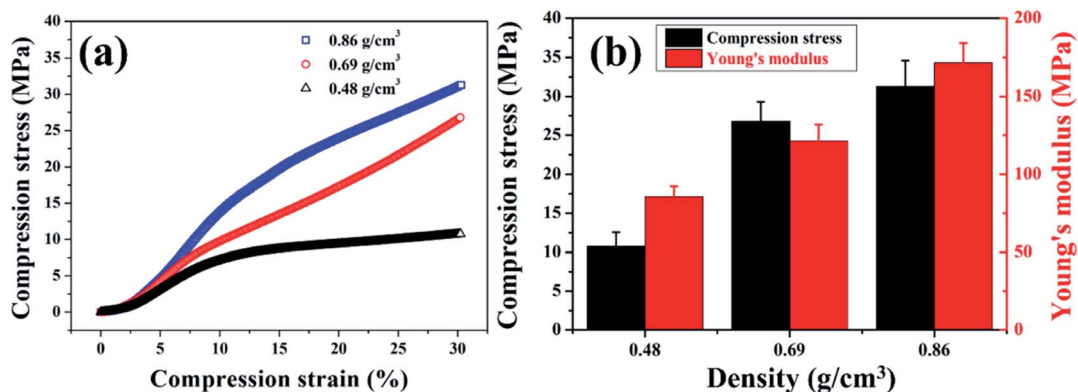 (a)
0.86 g/cm³
0.69 g/cm³
0.48 g/cm³
Compression stress (MPa)
40
35
30
25
20
15
10
5
0
0 5 10 15 20 25 30
Compression strain (%)
(b)
Compression stress
Young's modulus
Compression stress (MPa)
40
35
30
25
20
15
10
5
0
0.48 0.69 0.86
Density (g/cm³)
200
150
100
50
0
Young's modulus (MPa)